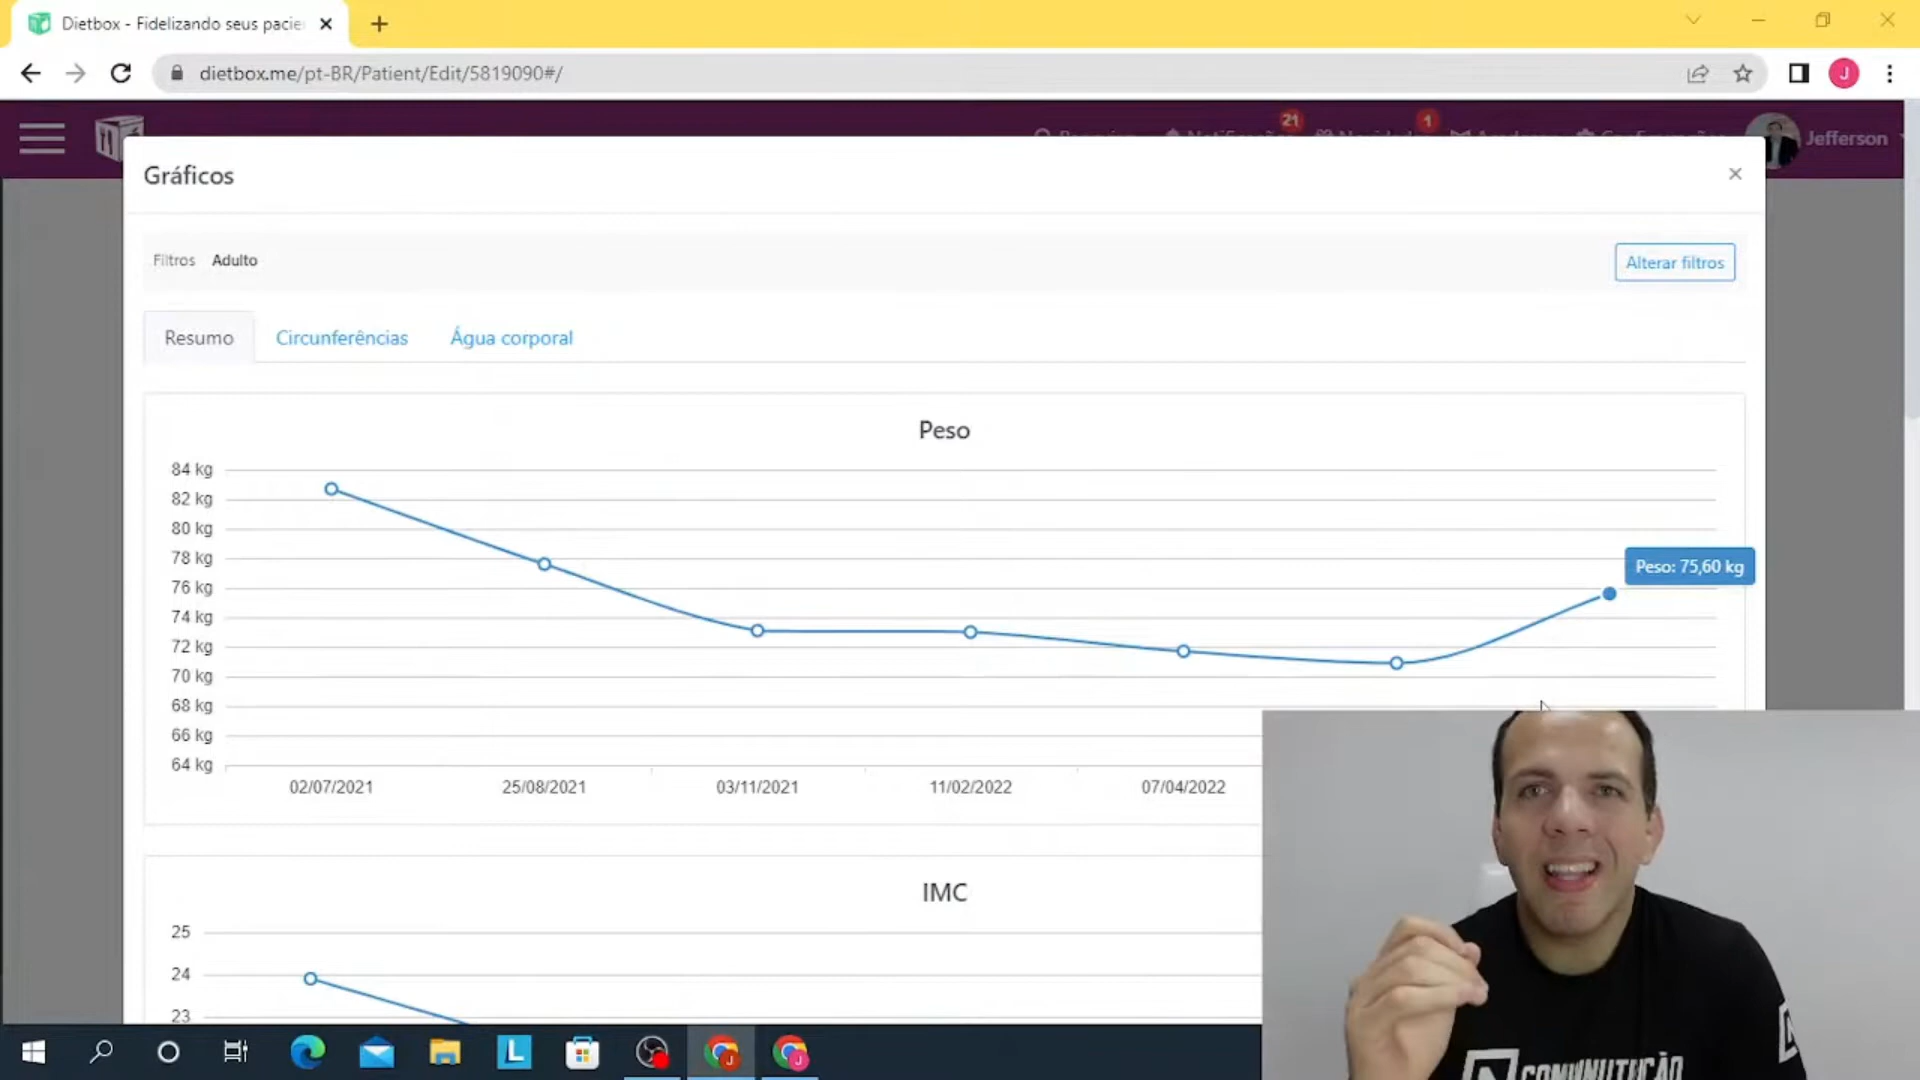 Dietbox - Fidelizando seus pacie
dietbox.me/pt-BR/Patient/Edit/5819090#/
J
21
1
Jefferson
Gráficos
Filtros Adulto
Alterar filtros
Resumo
Circunferências
Água corporal
Peso
84 kg
82 kg
80 kg
78 kg
76 kg
74 kg
72 kg
70 kg
68 kg
66 kg
64 kg
Peso: 75,60 kg
02/07/2021
25/08/2021
03/11/2021
11/02/2022
07/04/2022
IMC
25
24
23
L